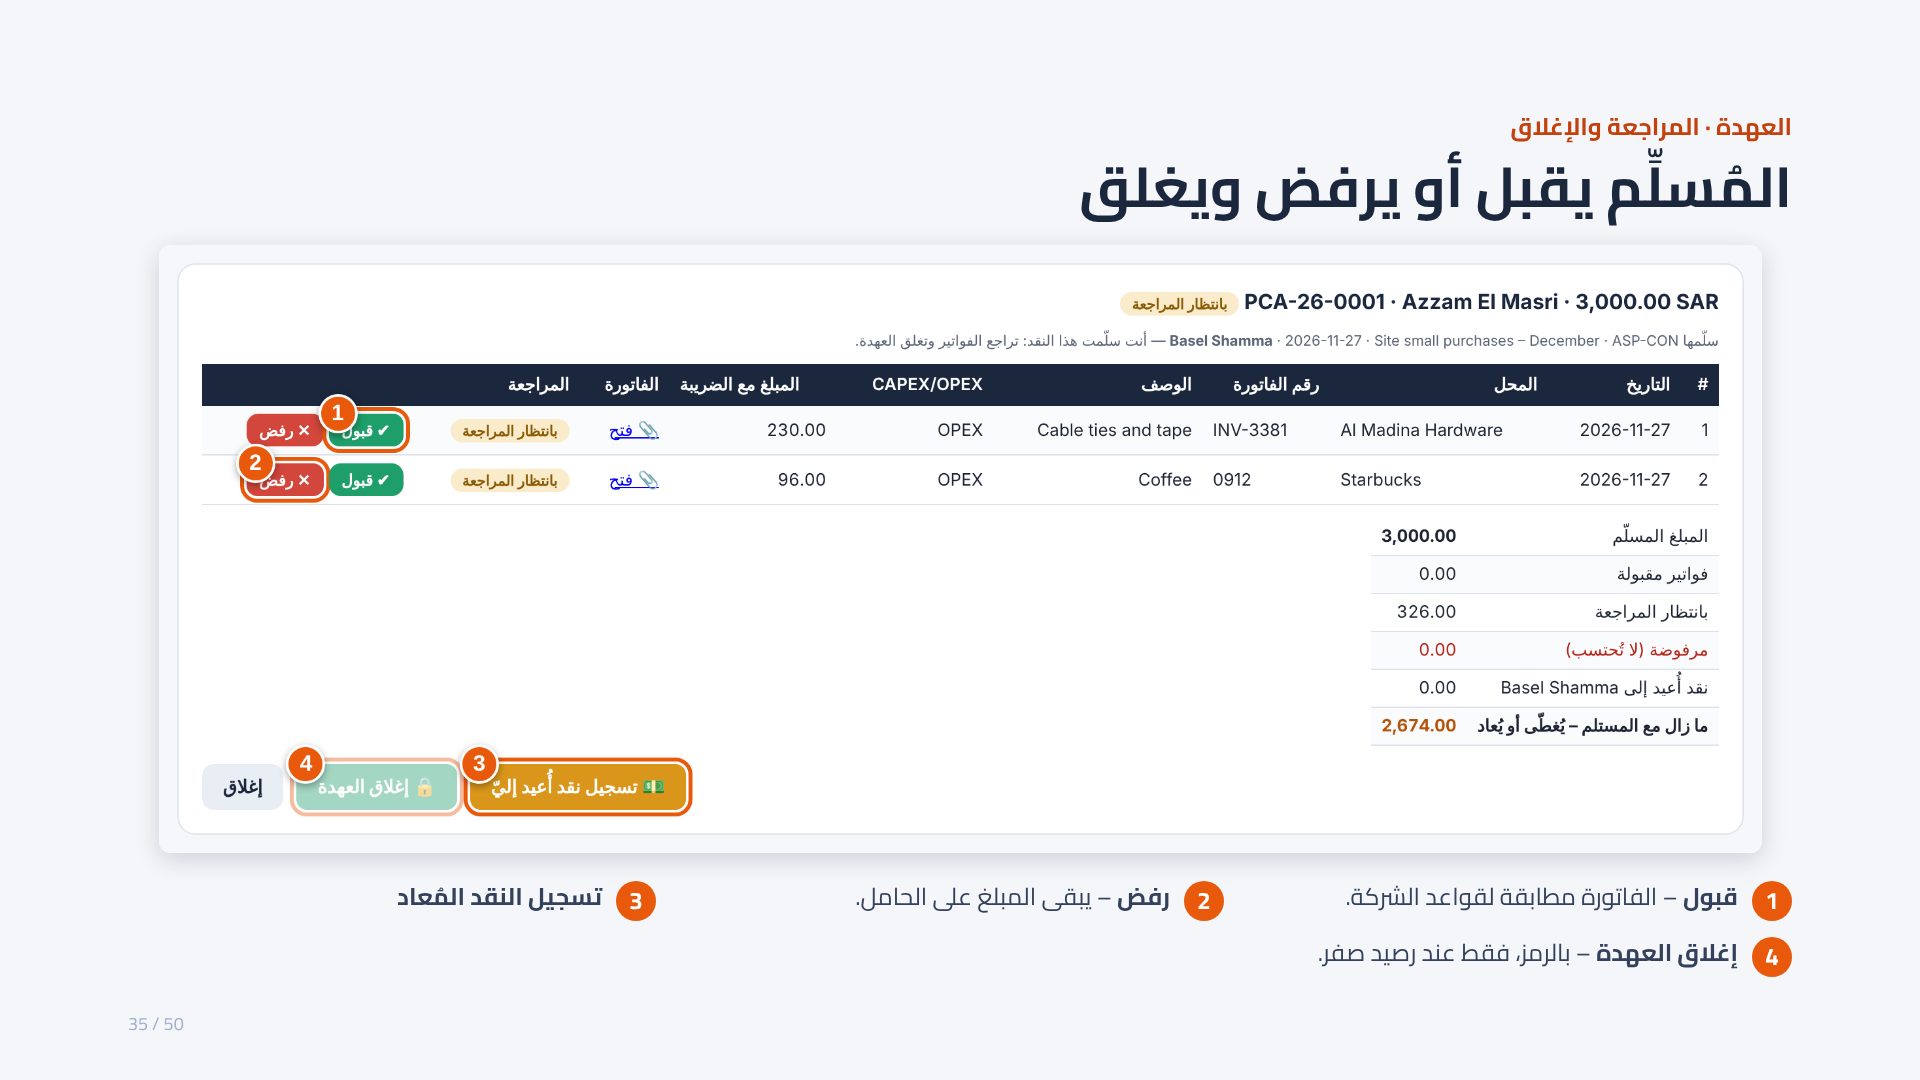 العهدة · المراجعة والإغلاق
المُسلِّم يقبل أو يرفض ويغلق
PCA-26-0001 · Azzam El Masri · 3,000.00 SAR بانتظار المراجعة
سلّمها Basel Shamma · 2026-11-27 · Site small purchases – December · ASP-CON — أنت سلّمت هذا النقد: تراجع الفواتير وتغلق العهدة.
# التاريخ المحل رقم الفاتورة الوصف CAPEX/OPEX المبلغ مع الضريبة الفاتورة المراجعة
1 2026-11-27 Al Madina Hardware INV-3381 Cable ties and tape OPEX 230.00 📎 فتح بانتظار المراجعة ✔ قبول ✕ رفض
1
2 2026-11-27 Starbucks 0912 Coffee OPEX 96.00 📎 فتح بانتظار المراجعة ✔ قبول ✕ رفض
2
المبلغ المسلّم 3,000.00
فواتير مقبولة 0.00
بانتظار المراجعة 326.00
مرفوضة (لا تُحتسب) 0.00
نقد أُعيد إلى Basel Shamma 0.00
ما زال مع المستلم – يُغطّى أو يُعاد 2,674.00
3 💵 تسجيل نقد أُعيد إليّ
4 🔒 إغلاق العهدة
إغلاق
1 قبول – الفاتورة مطابقة لقواعد الشركة.
2 رفض – يبقى المبلغ على الحامل.
3 تسجيل النقد المُعاد
4 إغلاق العهدة – بالرمز، فقط عند رصيد صفر.
35 / 50